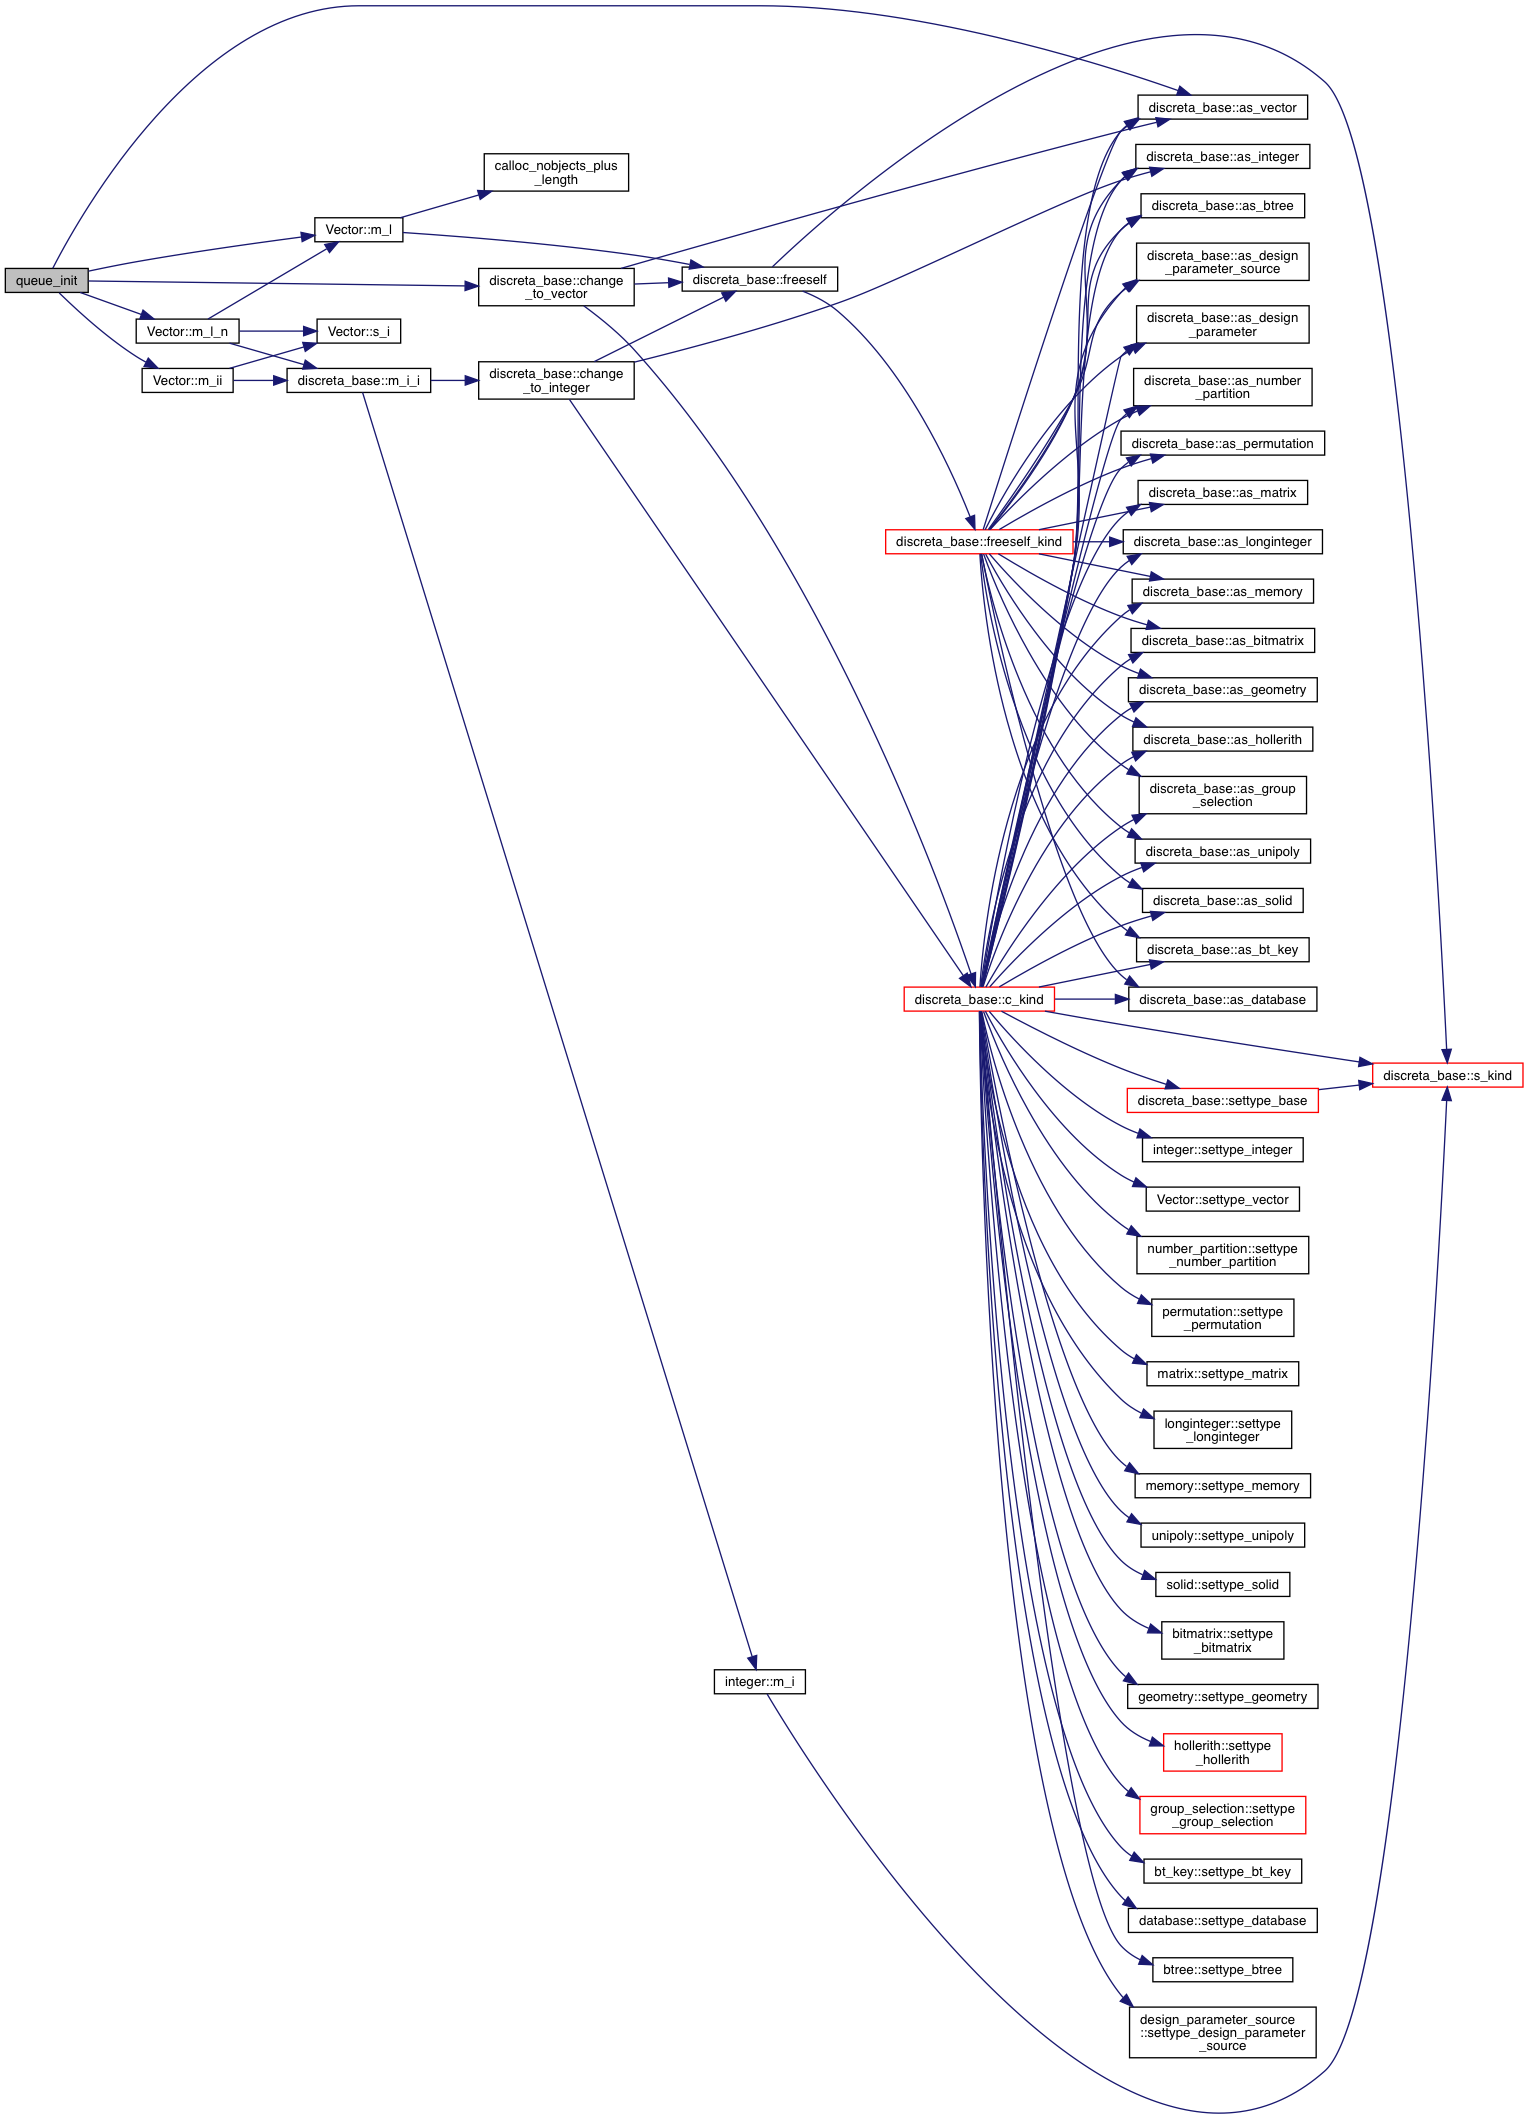 queue_init
Vector::m_l
Vector::m_l_n
Vector::m_ii
Vector::s_i
discreta_base::m_i_i
calloc_nobjects_plus
_length
discreta_base::change
_to_vector
discreta_base::change
_to_integer
discreta_base::freeself
integer::m_i
discreta_base::freeself_kind
discreta_base::c_kind
discreta_base::as_vector
discreta_base::as_integer
discreta_base::as_btree
discreta_base::as_design
_parameter_source
discreta_base::as_design
_parameter
discreta_base::as_number
_partition
discreta_base::as_permutation
discreta_base::as_matrix
discreta_base::as_longinteger
discreta_base::as_memory
discreta_base::as_bitmatrix
discreta_base::as_geometry
discreta_base::as_hollerith
discreta_base::as_group
_selection
discreta_base::as_unipoly
discreta_base::as_solid
discreta_base::as_bt_key
discreta_base::as_database
discreta_base::s_kind
discreta_base::settype_base
integer::settype_integer
Vector::settype_vector
number_partition::settype
_number_partition
permutation::settype
_permutation
matrix::settype_matrix
longinteger::settype
_longinteger
memory::settype_memory
unipoly::settype_unipoly
solid::settype_solid
bitmatrix::settype
_bitmatrix
geometry::settype_geometry
hollerith::settype
_hollerith
group_selection::settype
_group_selection
bt_key::settype_bt_key
database::settype_database
btree::settype_btree
design_parameter_source
::settype_design_parameter
_source